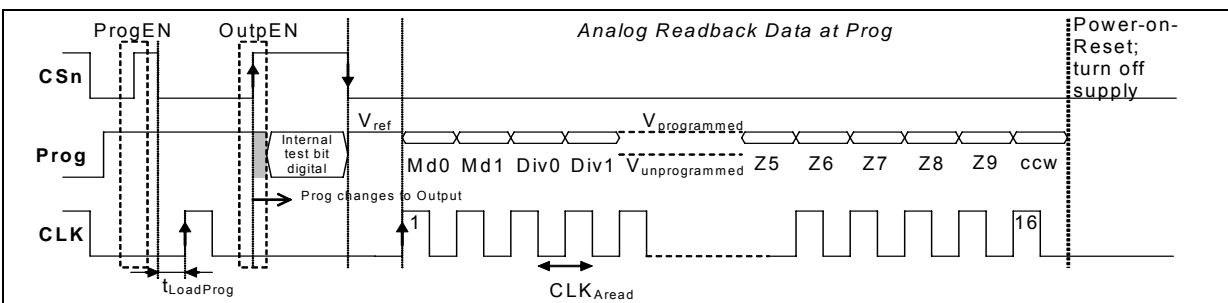 ProgEN OutpEN Analog Readback Data at Prog
Power-on-
Reset;
turn off
supply
CSn
Vref Vprogrammed
Prog
Internal
test bit
digital
Md0 Md1 Div0 Div1 Vunprogrammed Z5 Z6 Z7 Z8 Z9 ccw
Prog changes to Output
CLK
1 16
tLoadProg
CLKAread